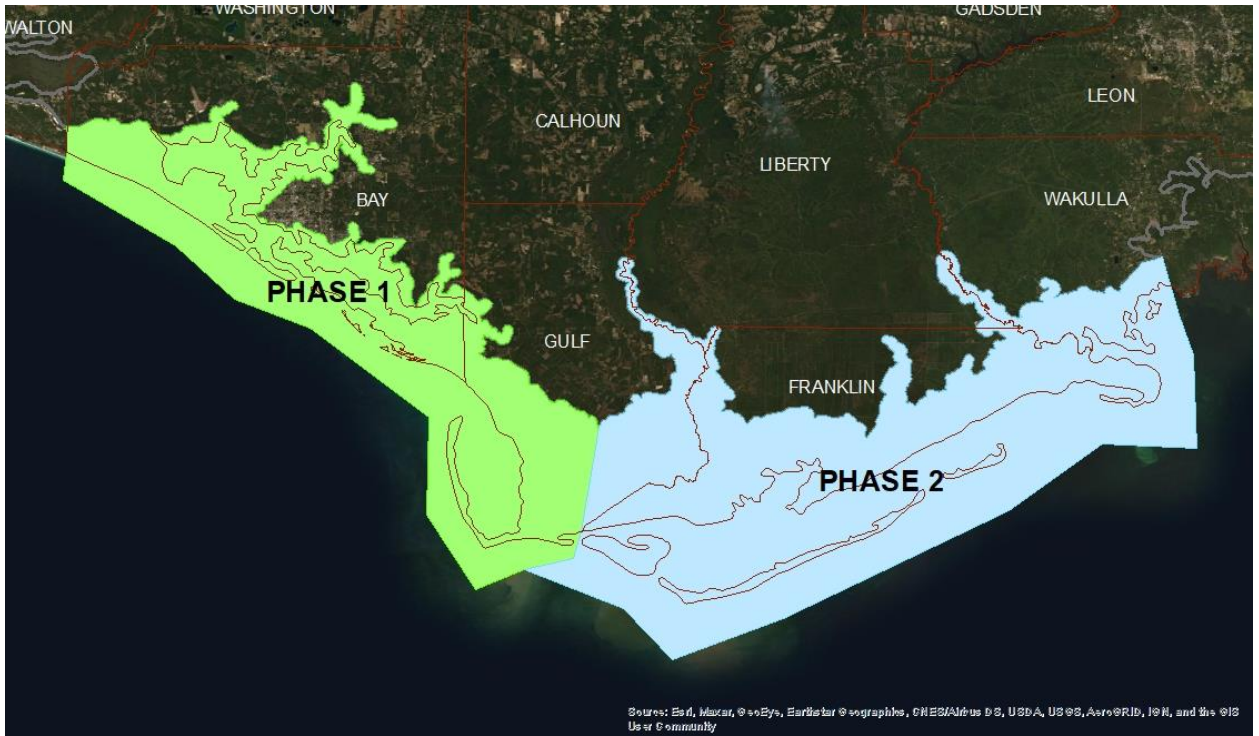 WASHINGTON
GADSDEN
WALTON
LEON
CALHOUN
LIBERTY
BAY
WAKULLA
PHASE 1
GULF
FRANKLIN
PHASE 2
Source: Esri, Maxar, GeoEye, Earthstar Geographics, CNES/Airbus DS, USDA, USGS, AeroGRID, IGN, and the GIS
User Community